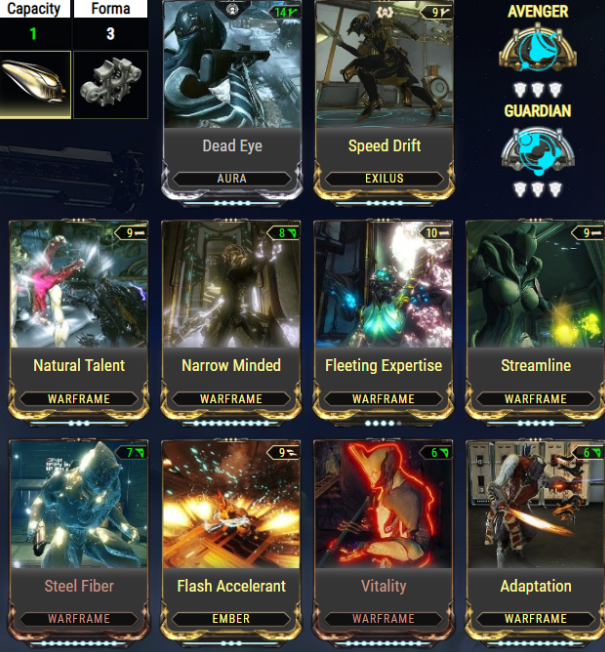 Capacity Forma
1 3
14
9
AVENGER
GUARDIAN
Dead Eye
Speed Drift
AURA
EXILUS
9 8 10 9
Natural Talent
Narrow Minded
Fleeting Expertise
Streamline
WARFRAME
WARFRAME
WARFRAME
WARFRAME
7 9 6 6
Steel Fiber
Flash Accelerant
Vitality
Adaptation
WARFRAME
EMBER
WARFRAME
WARFRAME